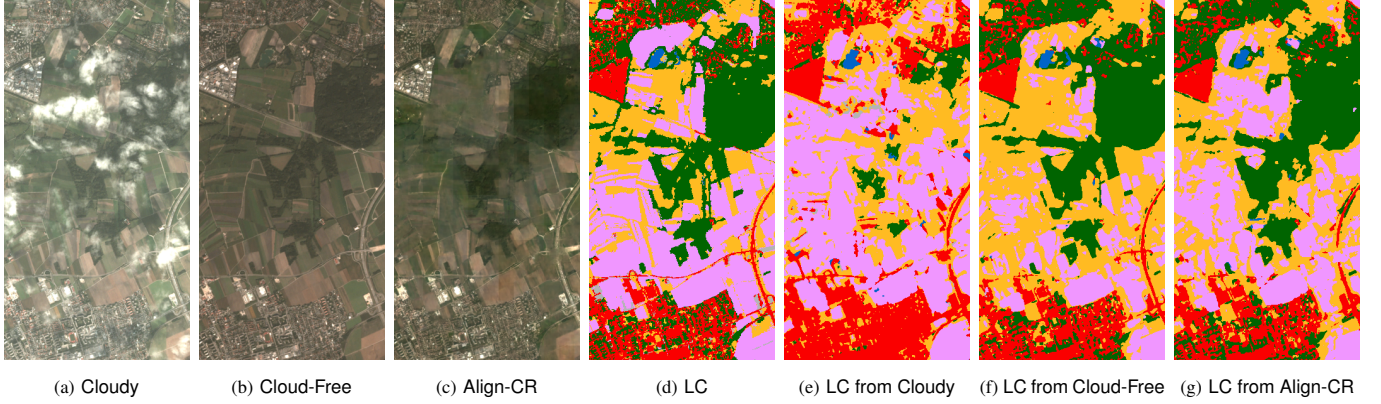 (a) Cloudy
(b) Cloud-Free
(c) Align-CR
(d) LC
(e) LC from Cloudy
(f) LC from Cloud-Free
(g) LC from Align-CR